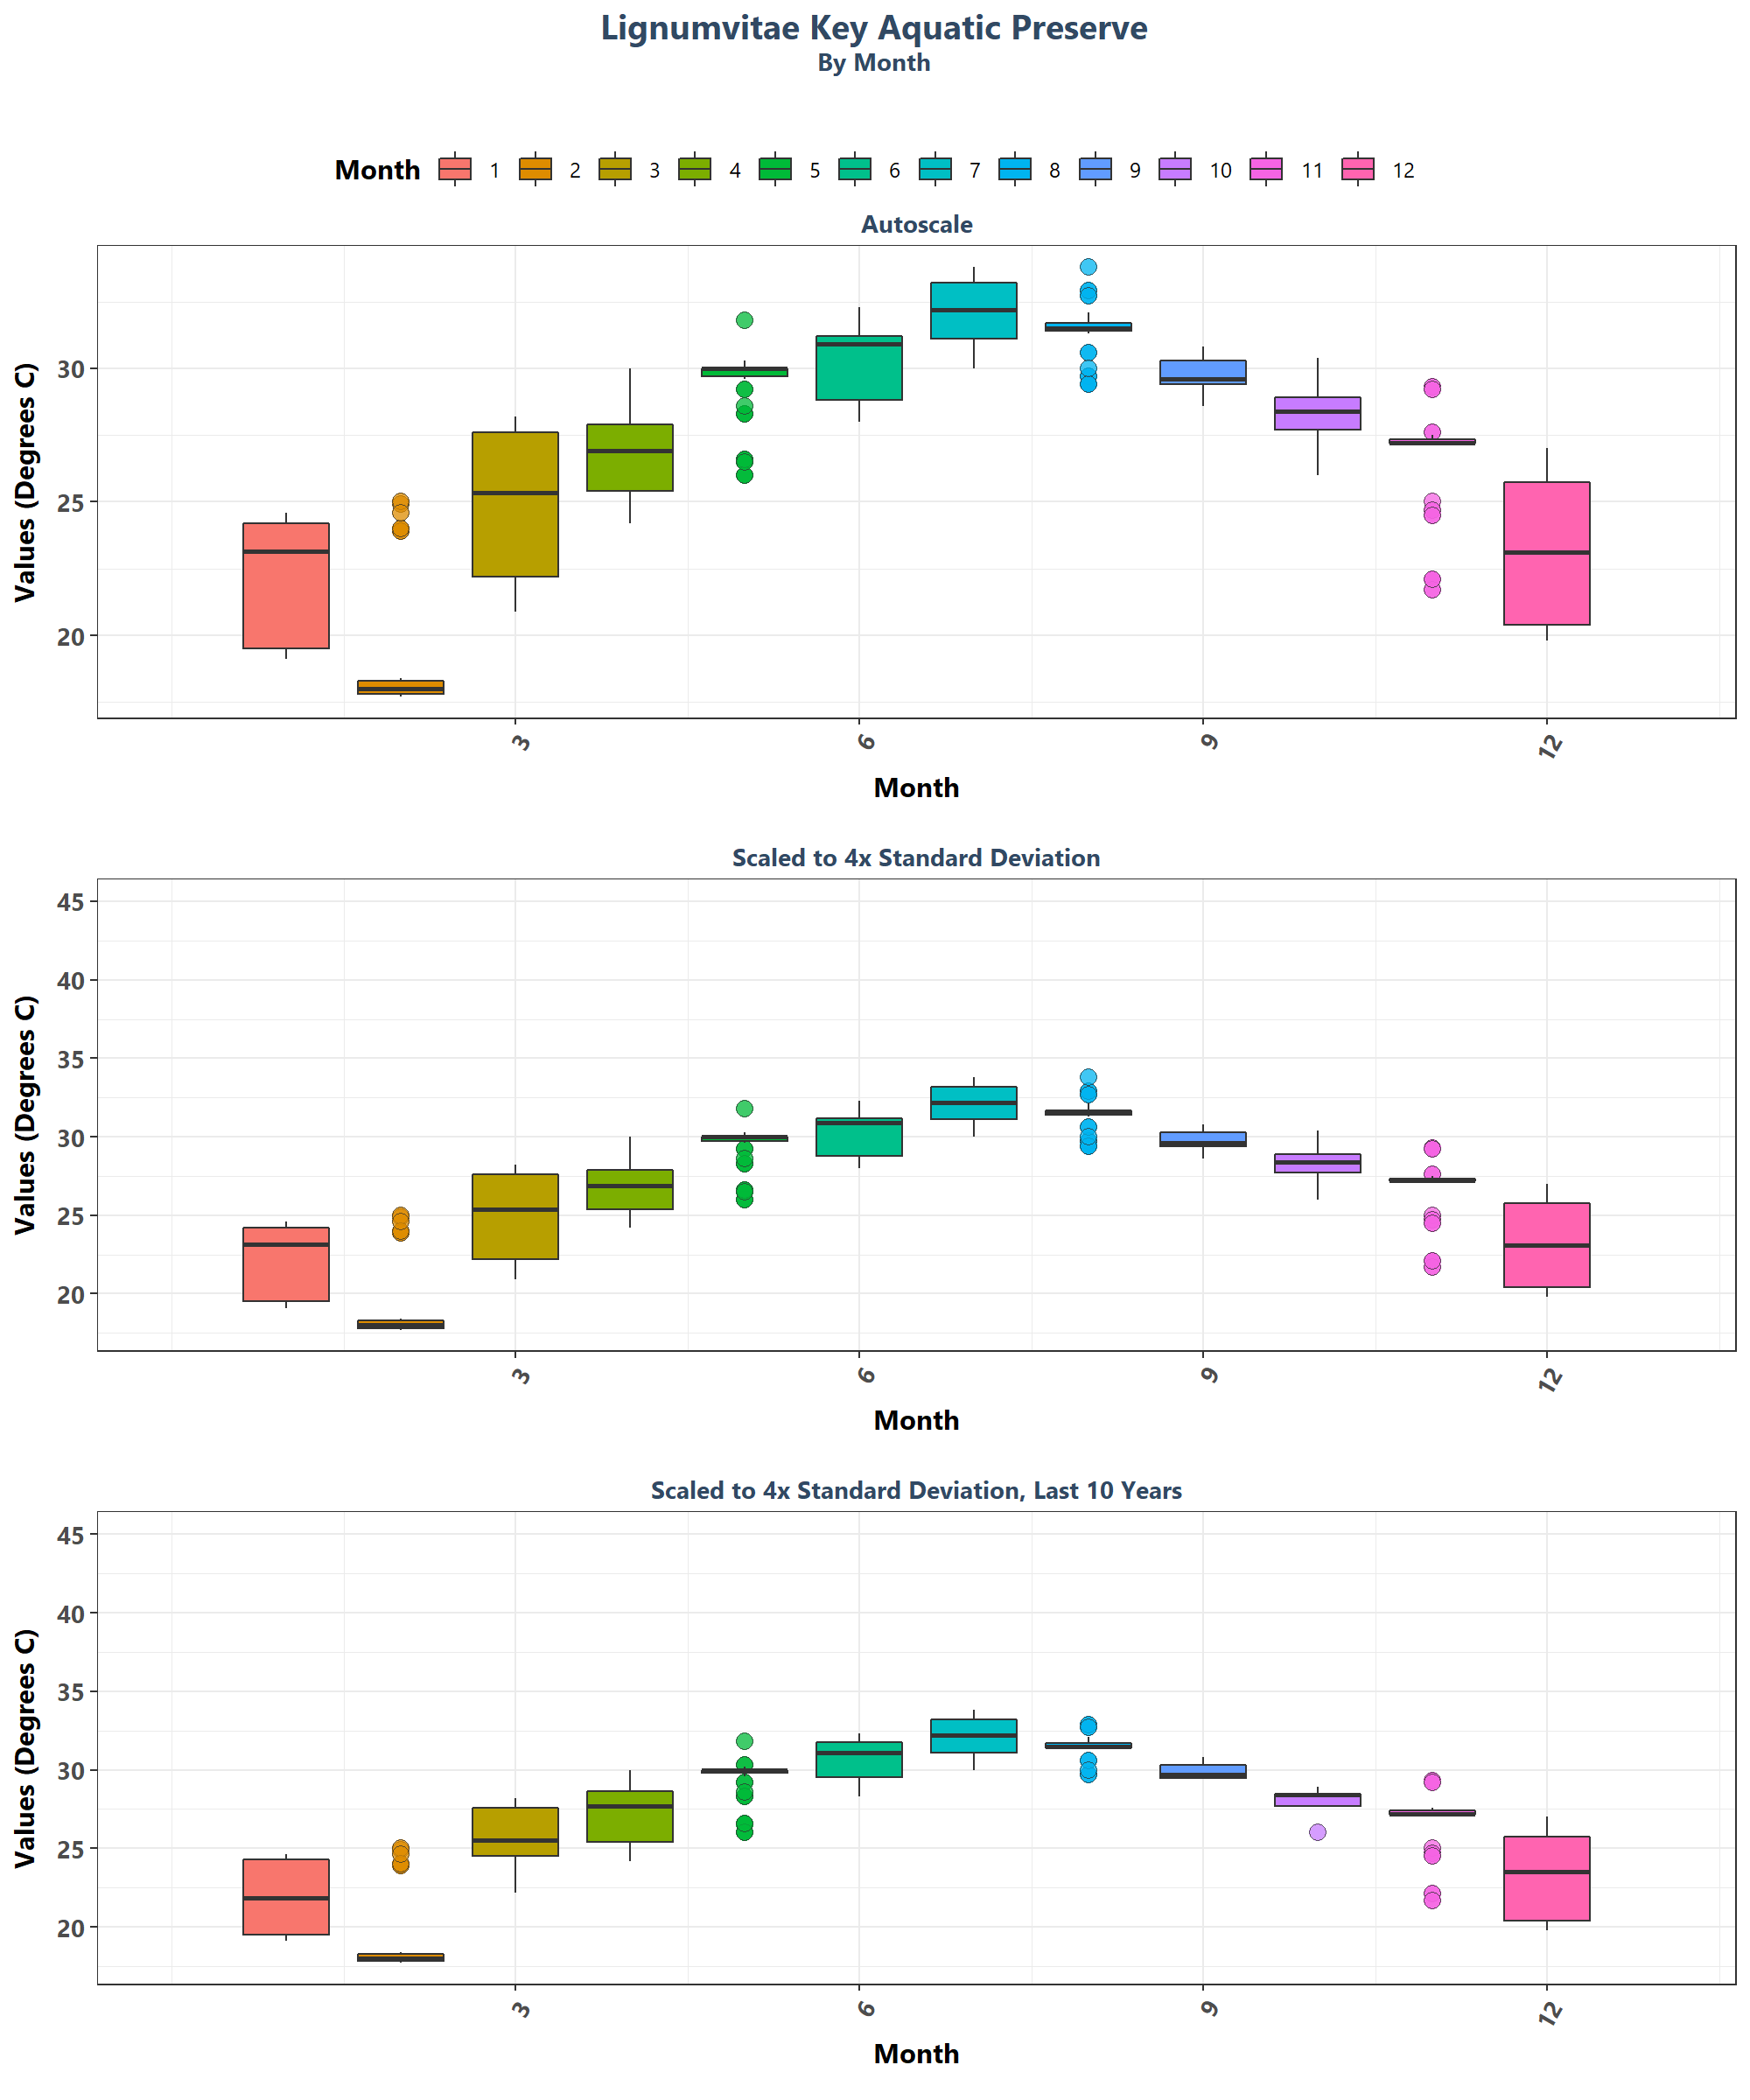 Lignumvitae Key Aquatic Preserve
By Month
Month 1 2 3 4 5 6 7 8 9 10 11 12
Autoscale
Values (Degrees C)
30
25
20
3 6 9 12
Month
Scaled to 4x Standard Deviation
Values (Degrees C)
45
40
35
30
25
20
3 6 9 12
Month
Scaled to 4x Standard Deviation, Last 10 Years
Values (Degrees C)
45
40
35
30
25
20
3 6 9 12
Month